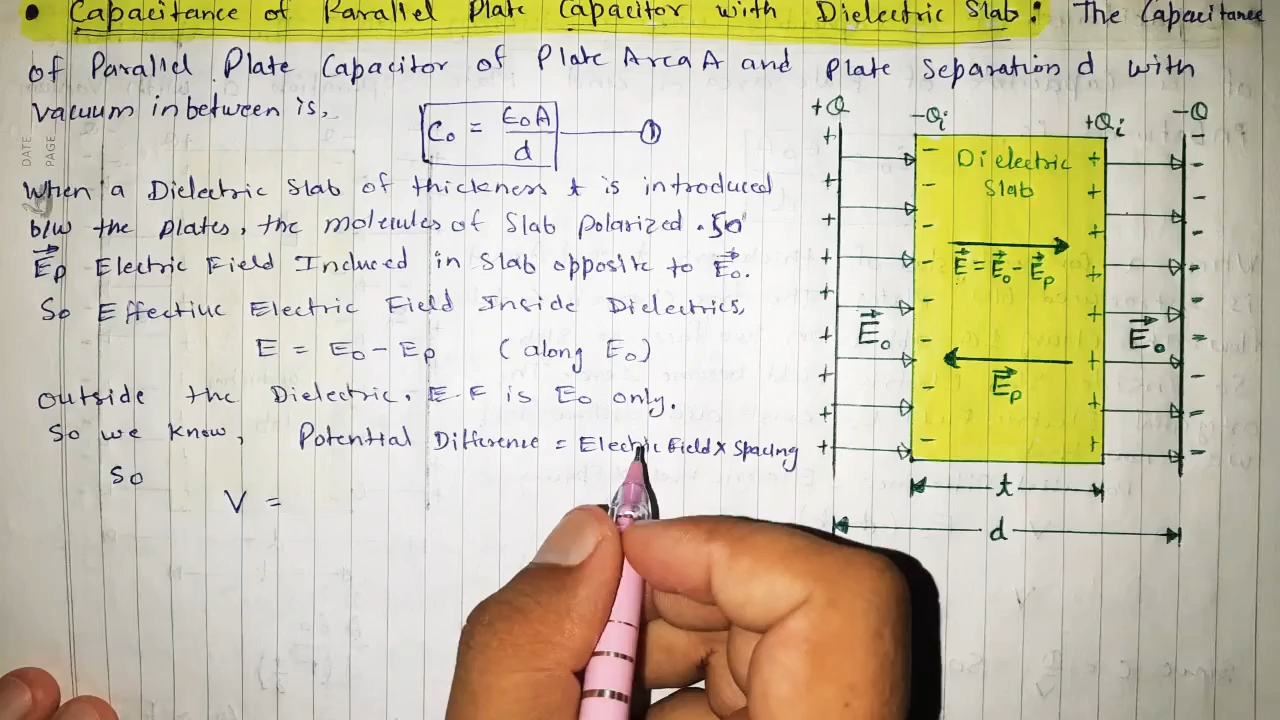 • Capacitance of Parallel Plate Capacitor with Dielectric Slab: The Capacitance
of Parallel Plate Capacitor of Plate Area A and Plate Separation d with
vacuum in between is,
C₀ = ε₀A / d ——— ①
When a Dielectric Slab of thickness t is introduced
b/w the plates, the molecules of Slab polarized. So
E⃗p Electric Field Induced in Slab opposite to E⃗₀.
So Effective Electric Field Inside Dielectrics,
E = E₀ - Ep (along E₀)
outside the Dielectric, E.F is E₀ only.
So we know, Potential Difference = Electric Field × Spacing
So
V =
+Q -Qi +Qi -Q
Dielectric
Slab
E⃗ = E⃗₀ - E⃗p
E⃗₀ E⃗₀
E⃗p
t
d
DATE
PAGE